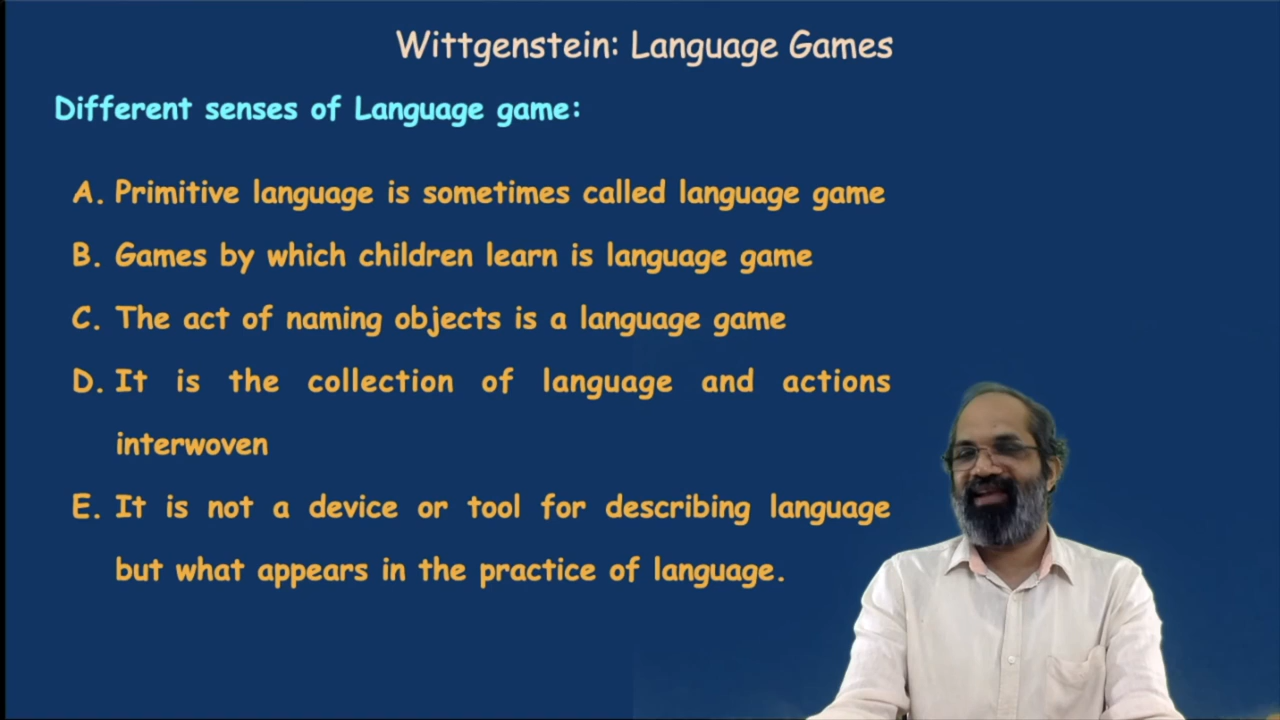 Wittgenstein: Language Games
Different senses of Language game:
A. Primitive language is sometimes called language game
B. Games by which children learn is language game
C. The act of naming objects is a language game
D. It is the collection of language and actions
interwoven
E. It is not a device or tool for describing language
but what appears in the practice of language.